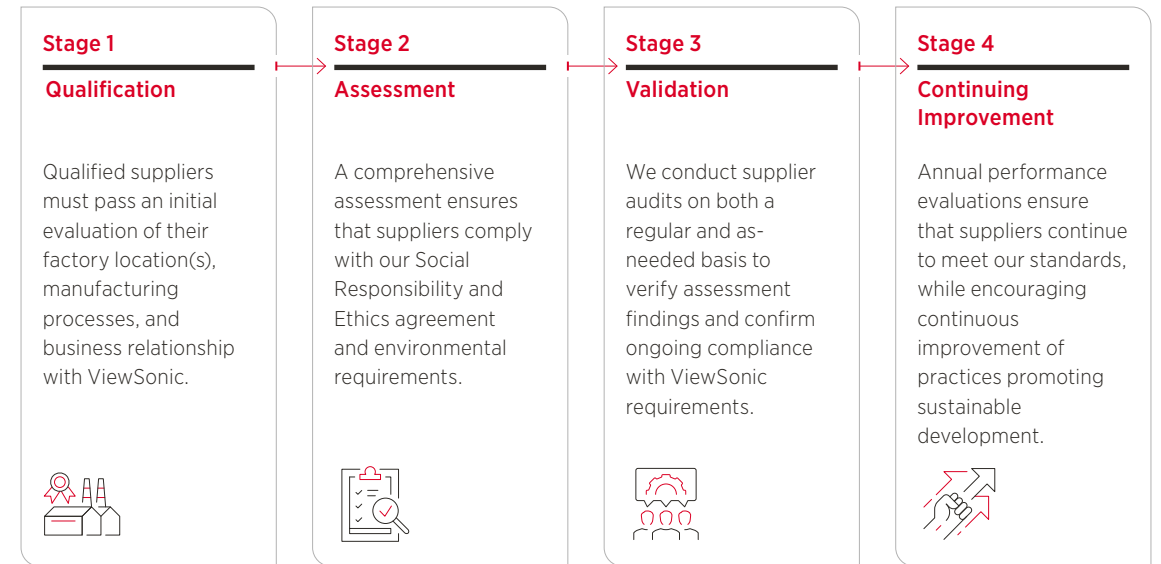 Stage 1
Qualification
Qualified suppliers
must pass an initial
evaluation of their
factory location(s),
manufacturing
processes, and
business relationship
with ViewSonic.
Stage 2
Assessment
A comprehensive
assessment ensures
that suppliers comply
with our Social
Responsibility and
Ethics agreement
and environmental
requirements.
Stage 3
Validation
We conduct supplier
audits on both a
regular and as-
needed basis to
verify assessment
findings and confirm
ongoing compliance
with ViewSonic
requirements.
Stage 4
Continuing
Improvement
Annual performance
evaluations ensure
that suppliers continue
to meet our standards,
while encouraging
continuous
improvement of
practices promoting
sustainable
development.